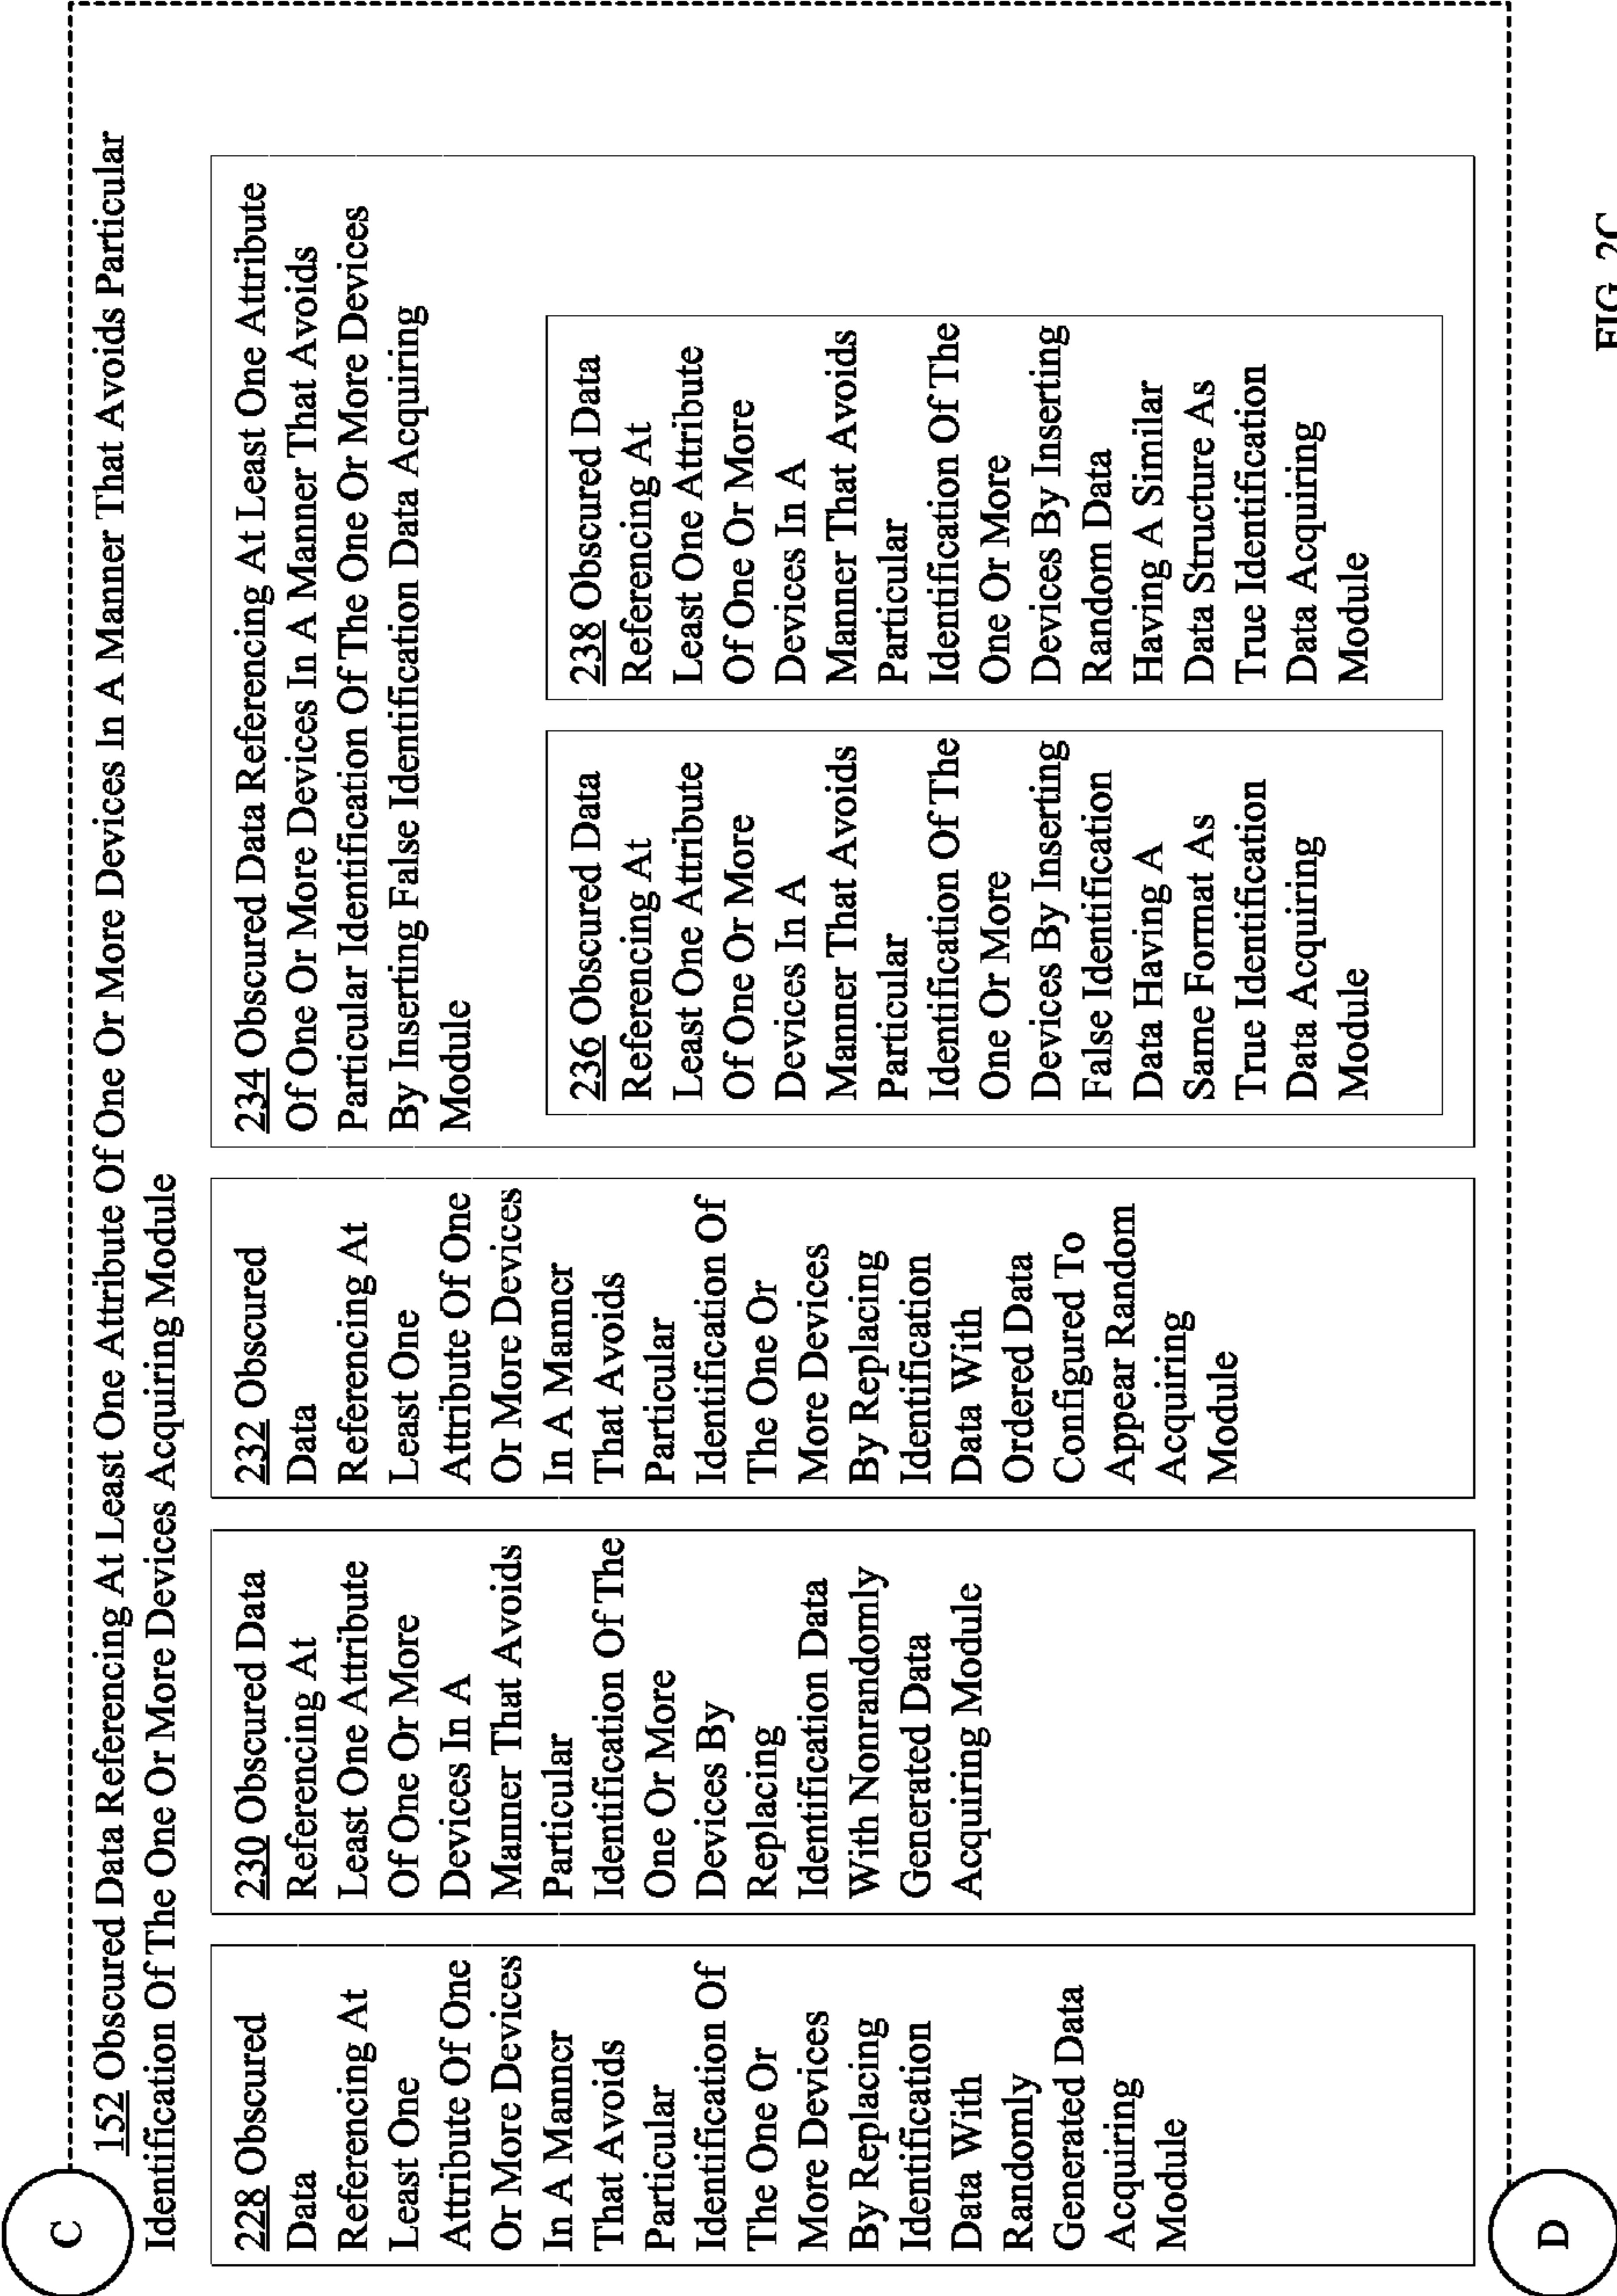 C
152 Obscured Data Referencing At Least One Attribute Of One Or More Devices In A Manner That Avoids Particular
Identification Of The One Or More Devices Acquiring Module
228 Obscured
Data
Referencing At
Least One
Attribute Of One
Or More Devices
In A Manner
That Avoids
Particular
Identification Of
The One Or
More Devices
By Replacing
Identification
Data With
Randomly
Generated Data
Acquiring
Module
230 Obscured Data
Referencing At
Least One Attribute
Of One Or More
Devices In A
Manner That Avoids
Particular
Identification Of The
One Or More
Devices By
Replacing
Identification Data
With Nonrandomly
Generated Data
Acquiring Module
232 Obscured
Data
Referencing At
Least One
Attribute Of One
Or More Devices
In A Manner
That Avoids
Particular
Identification Of
The One Or
More Devices
By Replacing
Identification
Data With
Ordered Data
Configured To
Appear Random
Acquiring
Module
234 Obscured Data Referencing At Least One Attribute
Of One Or More Devices In A Manner That Avoids
Particular Identification Of The One Or More Devices
By Inserting False Identification Data Acquiring
Module
236 Obscured Data
Referencing At
Least One Attribute
Of One Or More
Devices In A
Manner That Avoids
Particular
Identification Of The
One Or More
Devices By Inserting
False Identification
Data Having A
Same Format As
True Identification
Data Acquiring
Module
238 Obscured Data
Referencing At
Least One Attribute
Of One Or More
Devices In A
Manner That Avoids
Particular
Identification Of The
One Or More
Devices By Inserting
Random Data
Having A Similar
Data Structure As
True Identification
Data Acquiring
Module
D
FIG. 2C